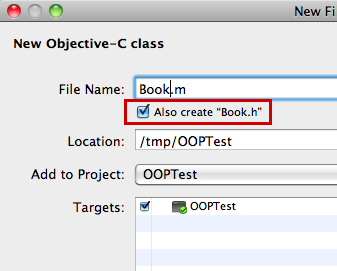 New Fi
New Objective-C class
File Name: Book.m
Also create "Book.h"
Location: /tmp/OOPTest
Add to Project: OOPTest
Targets: OOPTest